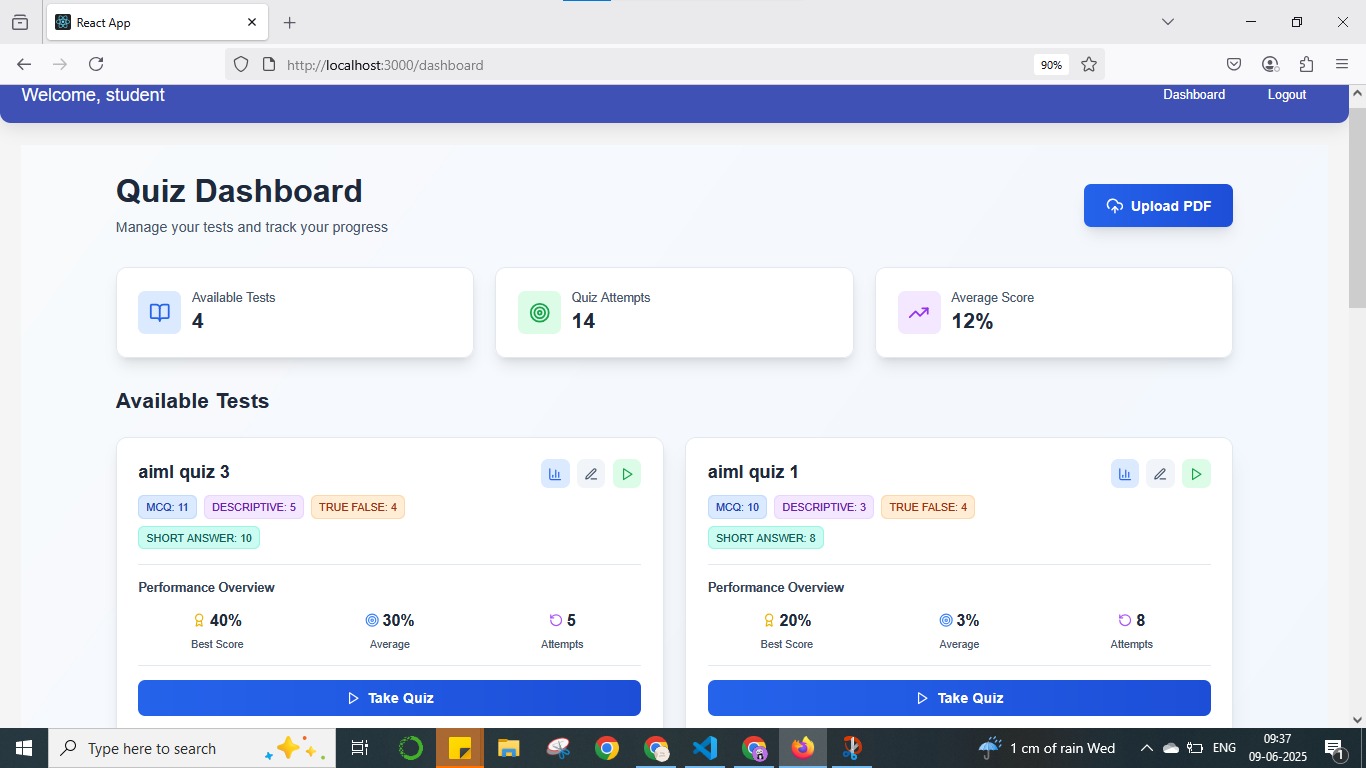 React App
http://localhost:3000/dashboard
90%
Welcome, student
Dashboard
Logout
Quiz Dashboard
Manage your tests and track your progress
Upload PDF
Available Tests
4
Quiz Attempts
14
Average Score
12%
Available Tests
aiml quiz 3
MCQ: 11
DESCRIPTIVE: 5
TRUE FALSE: 4
SHORT ANSWER: 10
Performance Overview
40%
Best Score
30%
Average
5
Attempts
Take Quiz
aiml quiz 1
MCQ: 10
DESCRIPTIVE: 3
TRUE FALSE: 4
SHORT ANSWER: 8
Performance Overview
20%
Best Score
3%
Average
8
Attempts
Take Quiz
Type here to search
1 cm of rain Wed
ENG
09:37
09-06-2025
1